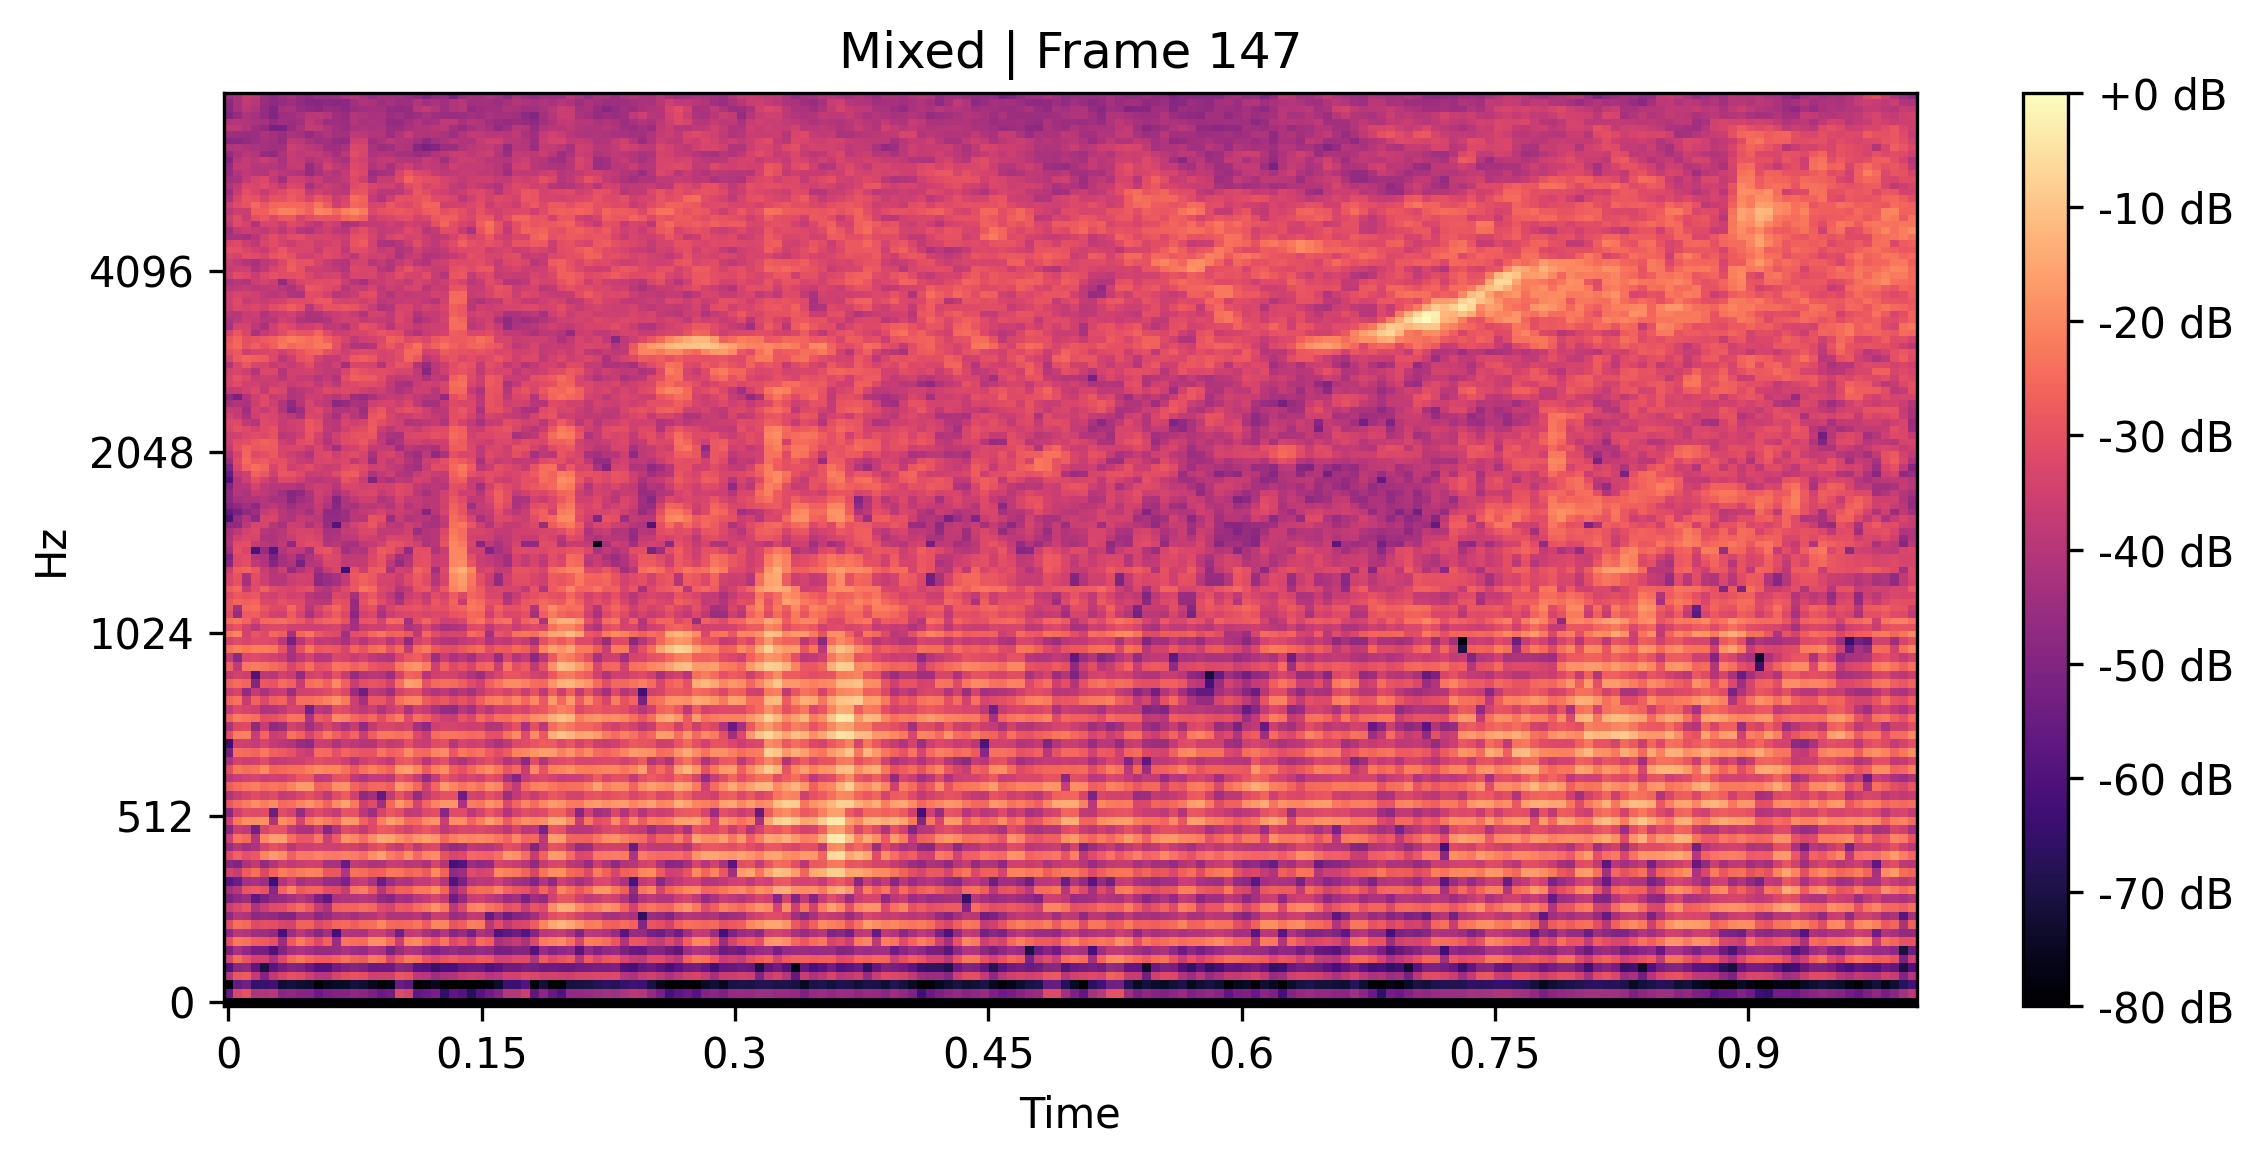 Mixed | Frame 147
+0 dB
-10 dB
-20 dB
-30 dB
-40 dB
-50 dB
-60 dB
-70 dB
-80 dB
Hz
4096
2048
1024
512
0
0 0.15 0.3 0.45 0.6 0.75 0.9
Time